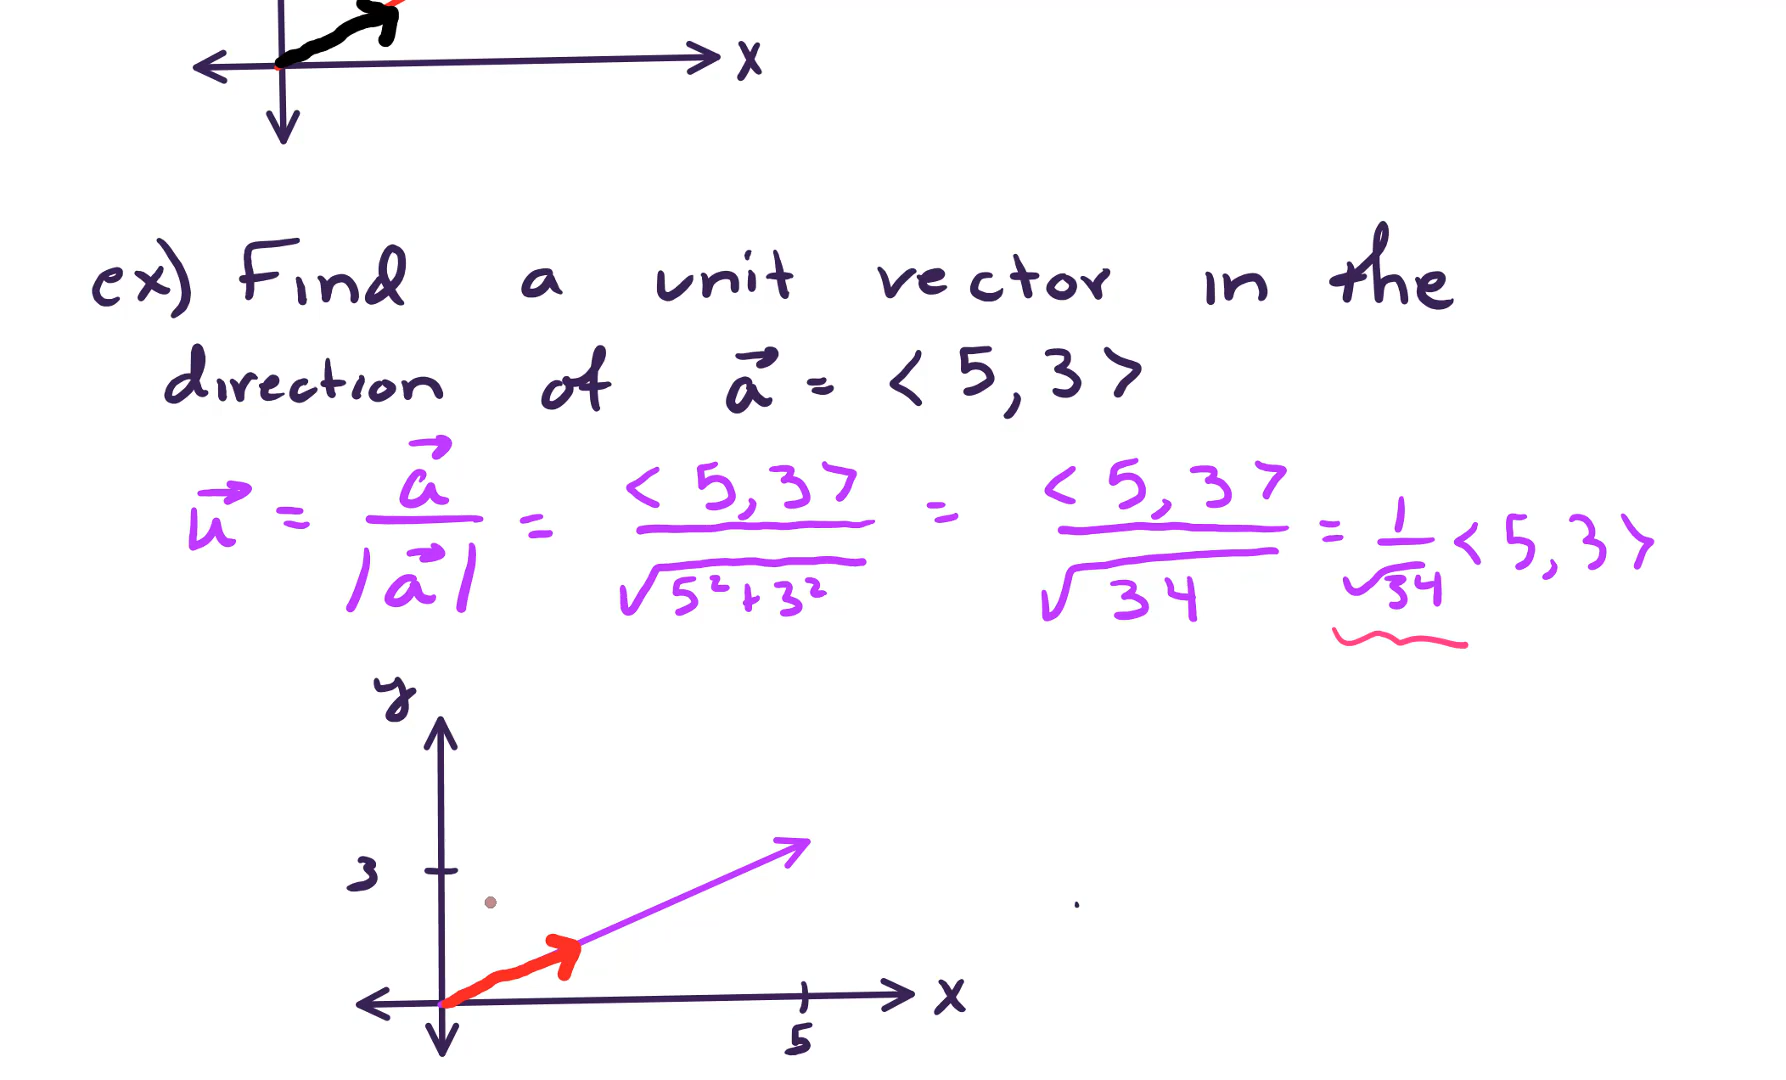 x
ex) Find a unit vector in the
direction of a⃗ = < 5, 3 >
u⃗ = a⃗ / |a⃗| = < 5, 3 > / √(5² + 3²) = < 5, 3 > / √34 = 1/√34 < 5, 3 >
y
3
x
5